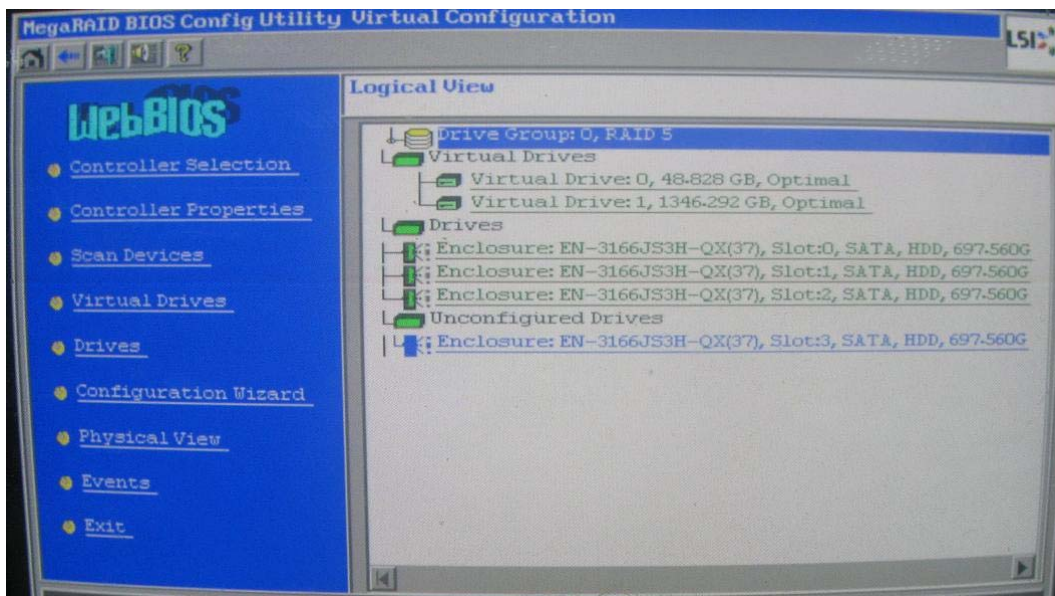 MegaRAID BIOS Config Utility Virtual Configuration
LSI
WebBIOS
Controller Selection
Controller Properties
Scan Devices
Virtual Drives
Drives
Configuration Wizard
Physical View
Events
Exit
Logical View
Drive Group: 0, RAID 5
Virtual Drives
Virtual Drive: 0, 48.828 GB, Optimal
Virtual Drive: 1, 1346.292 GB, Optimal
Drives
Enclosure: EN-3166JS3H-QX(37), Slot:0, SATA, HDD, 697.560G
Enclosure: EN-3166JS3H-QX(37), Slot:1, SATA, HDD, 697.560G
Enclosure: EN-3166JS3H-QX(37), Slot:2, SATA, HDD, 697.560G
Unconfigured Drives
Enclosure: EN-3166JS3H-QX(37), Slot:3, SATA, HDD, 697.560G